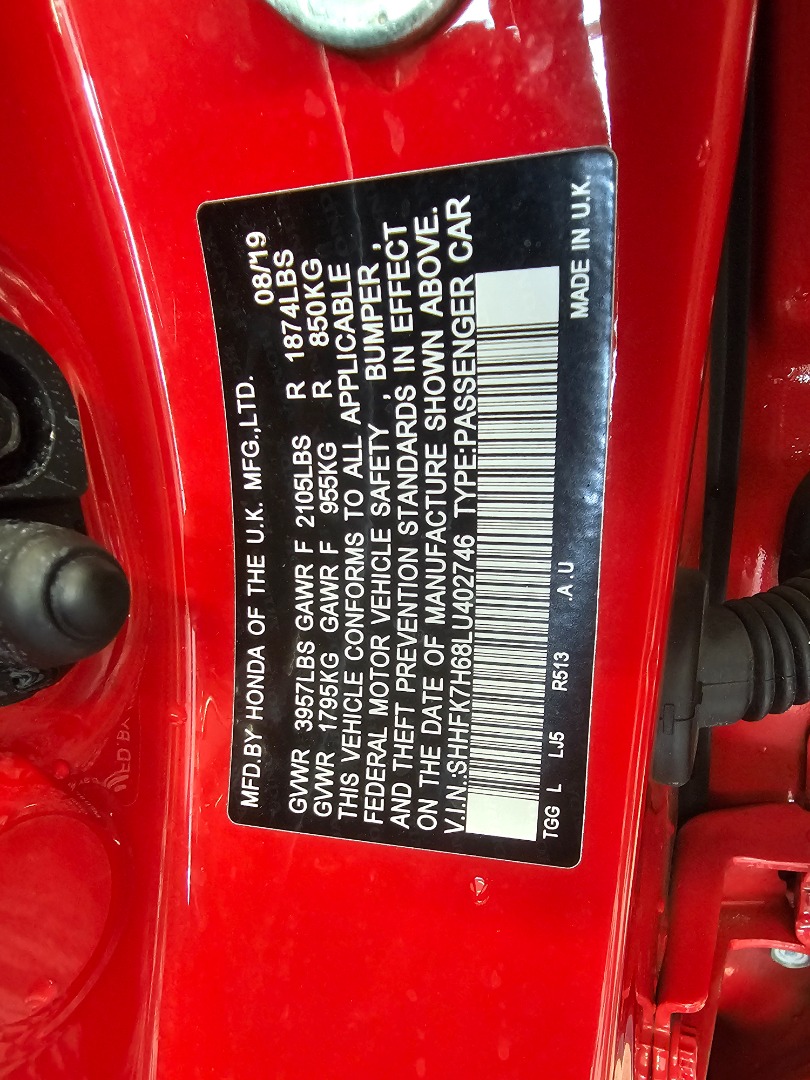 MFD.BY HONDA OF THE U.K. MFG.,LTD. 08/'19
GVWR 3957LBS GAWR F 2105LBS R 1874LBS
GVWR 1795KG GAWR F 955KG R 850KG
THIS VEHICLE CONFORMS TO ALL APPLICABLE
FEDERAL MOTOR VEHICLE SAFETY , BUMPER ,
AND THEFT PREVENTION STANDARDS IN EFFECT
ON THE DATE OF MANUFACTURE SHOWN ABOVE.
V.I.N.:SHHFK7H68LU402746 TYPE:PASSENGER CAR
TGG L LJ5 R513 .A.U MADE IN U.K.